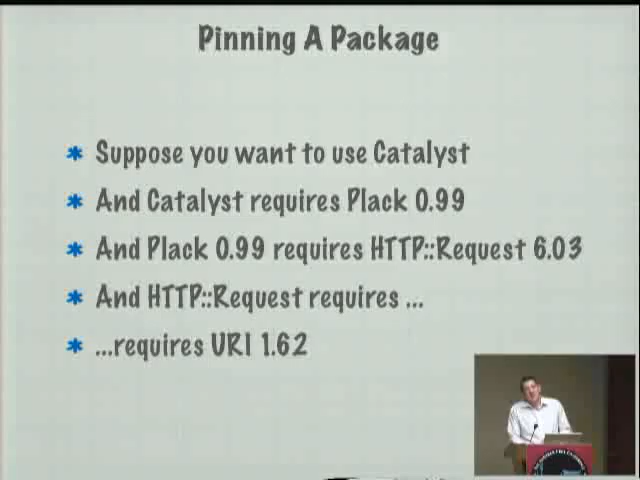 Pinning A Package
* Suppose you want to use Catalyst
* And Catalyst requires Plack 0.99
* And Plack 0.99 requires HTTP::Request 6.03
* And HTTP::Request requires ...
* ...requires URI 1.62